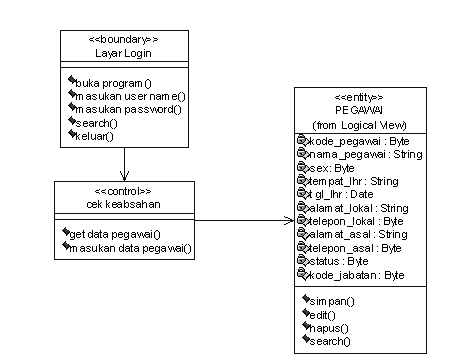 <<boundary>>
Layar Login
buka program()
masukan user name()
masukan password()
search()
keluar()
<<control>>
cek keabsahan
get data pegawai()
masukan data pegawai()
<<entity>>
PEGAWAI
(from Logical View)
kode_pegawai : Byte
nama_pegawai : String
sex : Byte
tempat_lhr : String
tgl_lhr : Date
alamat_lokal : String
telepon_lokal : Byte
alamat_asal : String
telepon_asal : Byte
status : Byte
kode_jabatan : Byte
simpan()
edit()
hapus()
search()